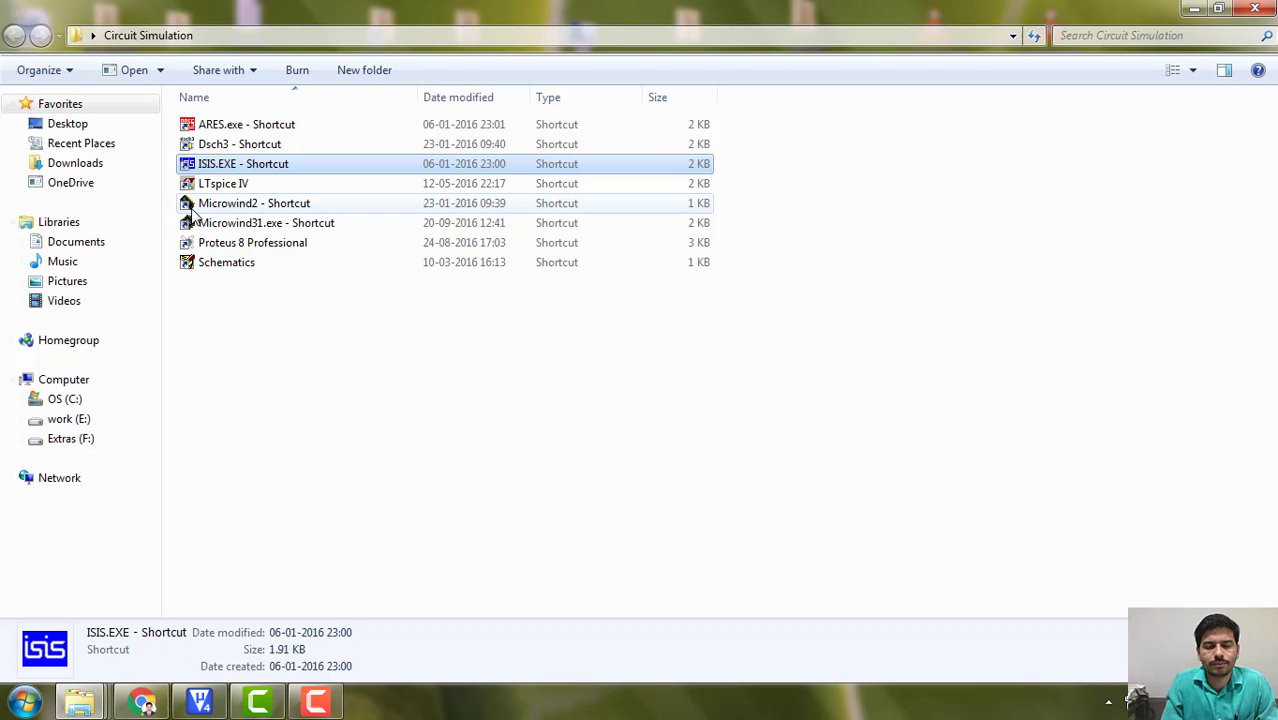 Circuit Simulation
Search Circuit Simulation
Organize Open Share with Burn New folder
Name Date modified Type Size
Favorites
Desktop
Recent Places
Downloads
OneDrive
Libraries
Documents
Music
Pictures
Videos
Homegroup
Computer
OS (C:)
work (E:)
Extras (F:)
Network
ARES.exe - Shortcut 06-01-2016 23:01 Shortcut 2 KB
Dsch3 - Shortcut 23-01-2016 09:40 Shortcut 2 KB
ISIS.EXE - Shortcut 06-01-2016 23:00 Shortcut 2 KB
LTspice IV 12-05-2016 22:17 Shortcut 2 KB
Microwind2 - Shortcut 23-01-2016 09:39 Shortcut 1 KB
Microwind31.exe - Shortcut 20-09-2016 12:41 Shortcut 2 KB
Proteus 8 Professional 24-08-2016 17:03 Shortcut 3 KB
Schematics 10-03-2016 16:13 Shortcut 1 KB
isis
ISIS.EXE - Shortcut Date modified: 06-01-2016 23:00
Shortcut Size: 1.91 KB
Date created: 06-01-2016 23:00